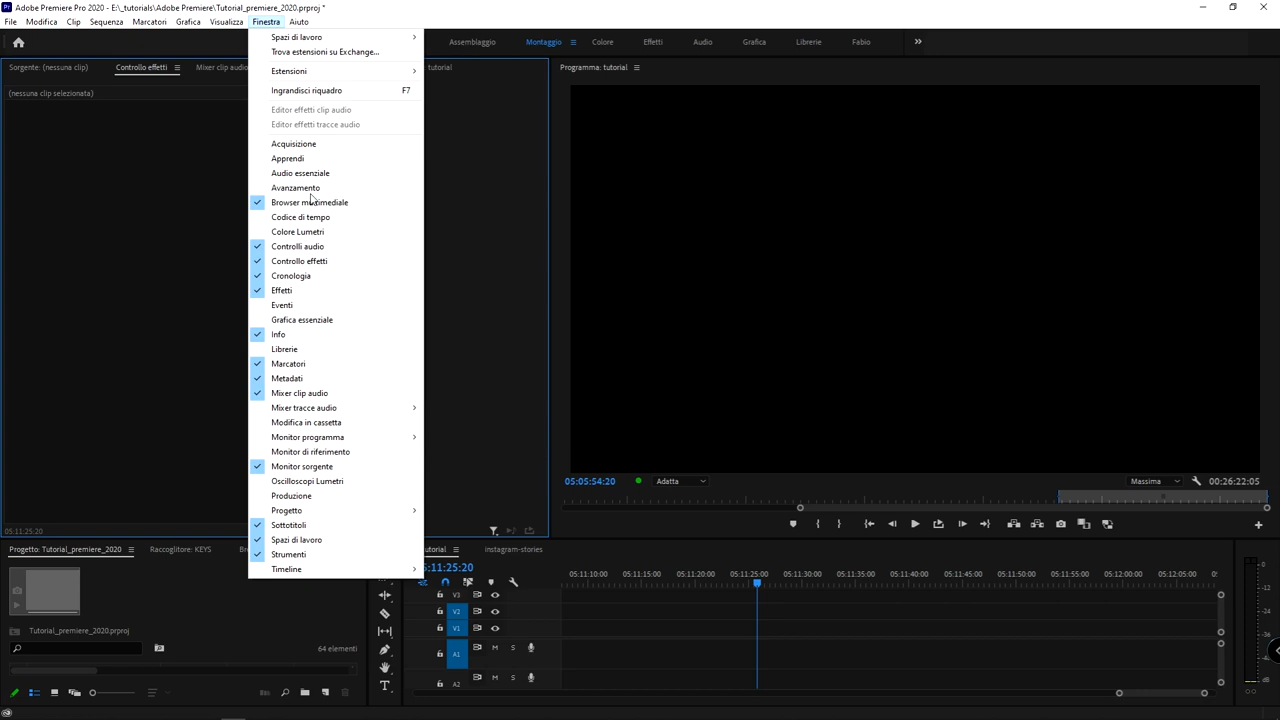 Adobe Premiere Pro 2020 - E:\_tutorials\Adobe Premiere\Tutorial_premiere_2020.prproj *
File Modifica Clip Sequenza Marcatori Grafica Visualizza Finestra Aiuto
Assemblaggio Montaggio Colore Effetti Audio Grafica Librerie Fabio
Sorgente: (nessuna clip) Controllo effetti Mixer clip audio tutorial
(nessuna clip selezionata)
Spazi di lavoro
Trova estensioni su Exchange...
Estensioni
Ingrandisci riquadro F7
Editor effetti clip audio
Editor effetti tracce audio
Acquisizione
Apprendi
Audio essenziale
Avanzamento
Browser multimediale
Codice di tempo
Colore Lumetri
Controlli audio
Controllo effetti
Cronologia
Effetti
Eventi
Grafica essenziale
Info
Librerie
Marcatori
Metadati
Mixer clip audio
Mixer tracce audio
Modifica in cassetta
Monitor programma
Monitor di riferimento
Monitor sorgente
Oscilloscopi Lumetri
Produzione
Progetto
Sottotitoli
Spazi di lavoro
Strumenti
Timeline
05:11:25:20
Programma: tutorial
05:05:54:20 Adatta Massima 00:26:22:05
Progetto: Tutorial_premiere_2020 Raccoglitore: KEYS
Tutorial_premiere_2020.prproj
64 elementi
instagram-stories
05:11:10:00 05:11:15:00 05:11:20:00 05:11:25:00 05:11:30:00 05:11:35:00 05:11:40:00 05:11:45:00 05:11:50:00 05:11:55:00 05:12:00:00 05:12:05:00
V3
V2
V1
A1 M S
A2 M S
0
-12
-24
-36
dB